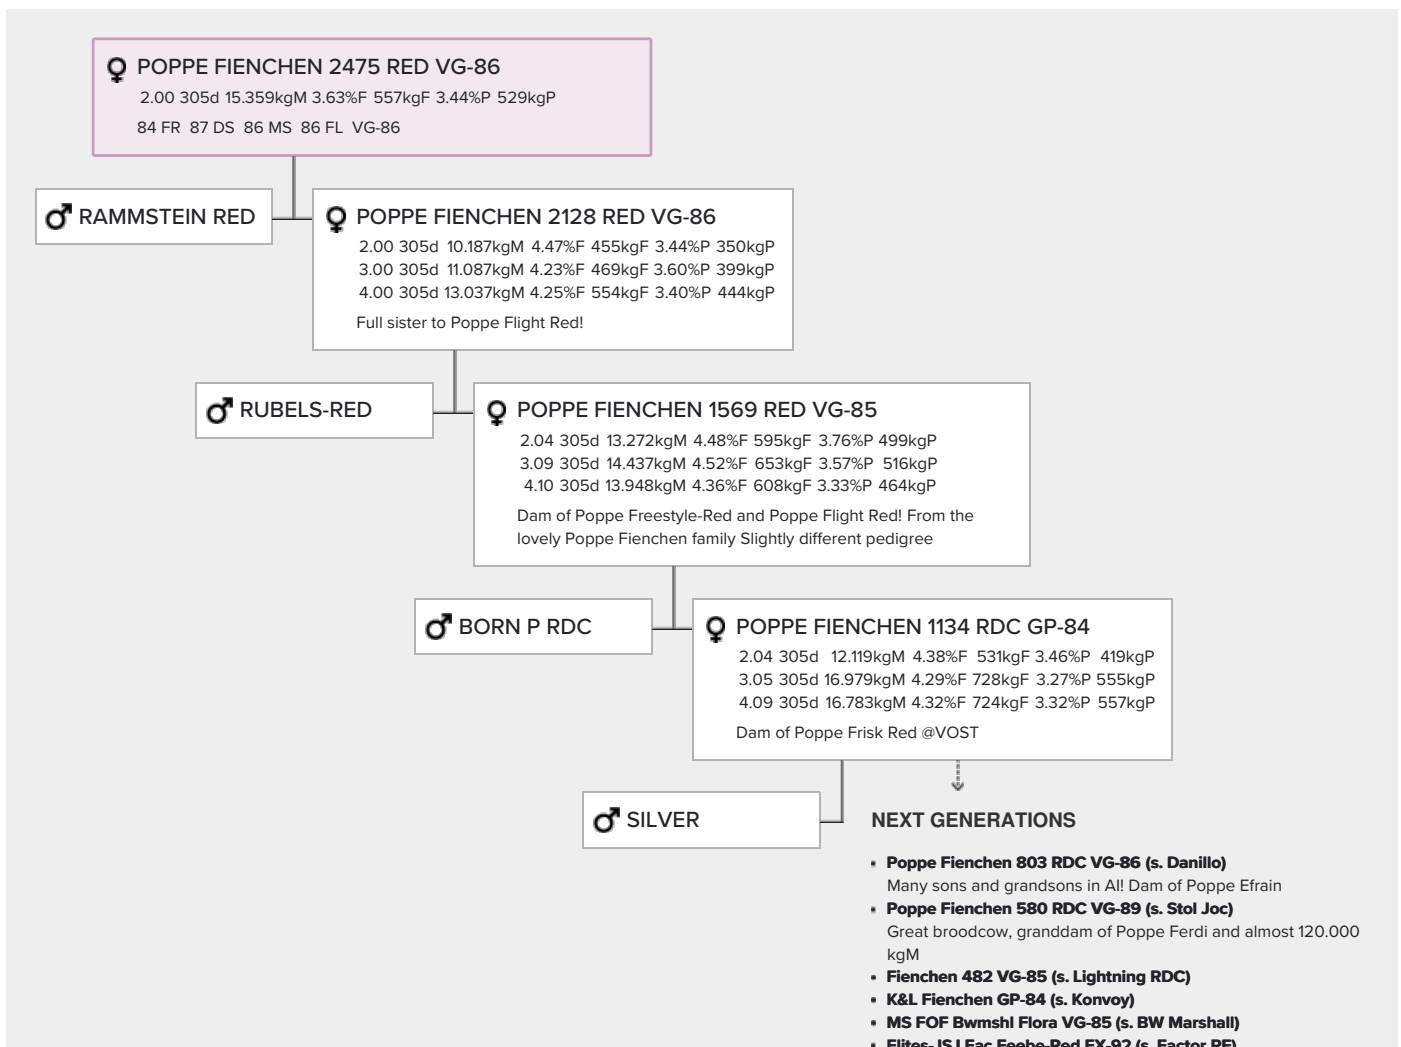 POPPE FIENCHEN 2475 RED VG-86
2.00 305d 15.359kgM 3.63%F 557kgF 3.44%P 529kgP
84 FR 87 DS 86 MS 86 FL VG-86
RAMMSTEIN RED
POPPE FIENCHEN 2128 RED VG-86
2.00 305d 10.187kgM 4.47%F 455kgF 3.44%P 350kgP
3.00 305d 11.087kgM 4.23%F 469kgF 3.60%P 399kgP
4.00 305d 13.037kgM 4.25%F 554kgF 3.40%P 444kgP
Full sister to Poppe Flight Red!
RUBELS-RED
POPPE FIENCHEN 1569 RED VG-85
2.04 305d 13.272kgM 4.48%F 595kgF 3.76%P 499kgP
3.09 305d 14.437kgM 4.52%F 653kgF 3.57%P 516kgP
4.10 305d 13.948kgM 4.36%F 608kgF 3.33%P 464kgP
Dam of Poppe Freestyle-Red and Poppe Flight Red! From the
lovely Poppe Fienchen family Slightly different pedigree
BORN P RDC
POPPE FIENCHEN 1134 RDC GP-84
2.04 305d 12.119kgM 4.38%F 531kgF 3.46%P 419kgP
3.05 305d 16.979kgM 4.29%F 728kgF 3.27%P 555kgP
4.09 305d 16.783kgM 4.32%F 724kgF 3.32%P 557kgP
Dam of Poppe Frisk Red @VOST
SILVER
NEXT GENERATIONS
Poppe Fienchen 803 RDC VG-86 (s. Danillo)
Many sons and grandsons in AI! Dam of Poppe Efrain
Poppe Fienchen 580 RDC VG-89 (s. Stol Joc)
Great broodcow, granddam of Poppe Ferdi and almost 120.000
kgM
Fienchen 482 VG-85 (s. Lightning RDC)
K&L Fienchen GP-84 (s. Konvoy)
MS FOF Bwmshl Flora VG-85 (s. BW Marshall)